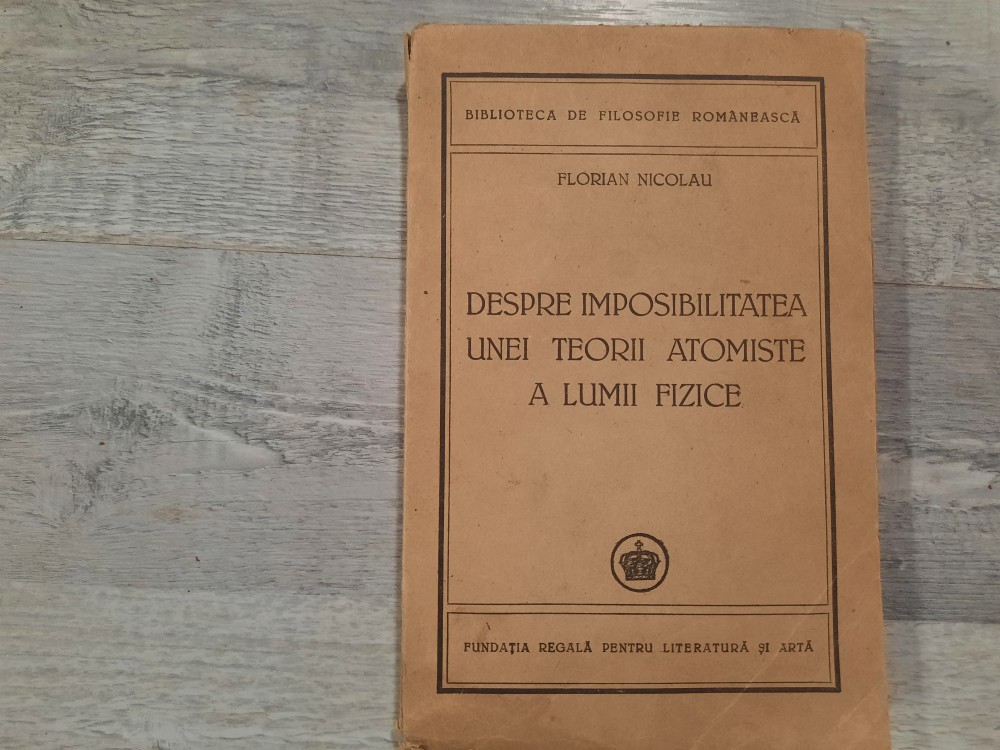 BIBLIOTECA DE FILOSOFIE ROMÂNEASCĂ
FLORIAN NICOLAU
DESPRE IMPOSIBILITATEA
UNEI TEORII ATOMISTE
A LUMII FIZICE
FUNDAȚIA REGALĂ PENTRU LITERATURĂ ȘI ARTĂ